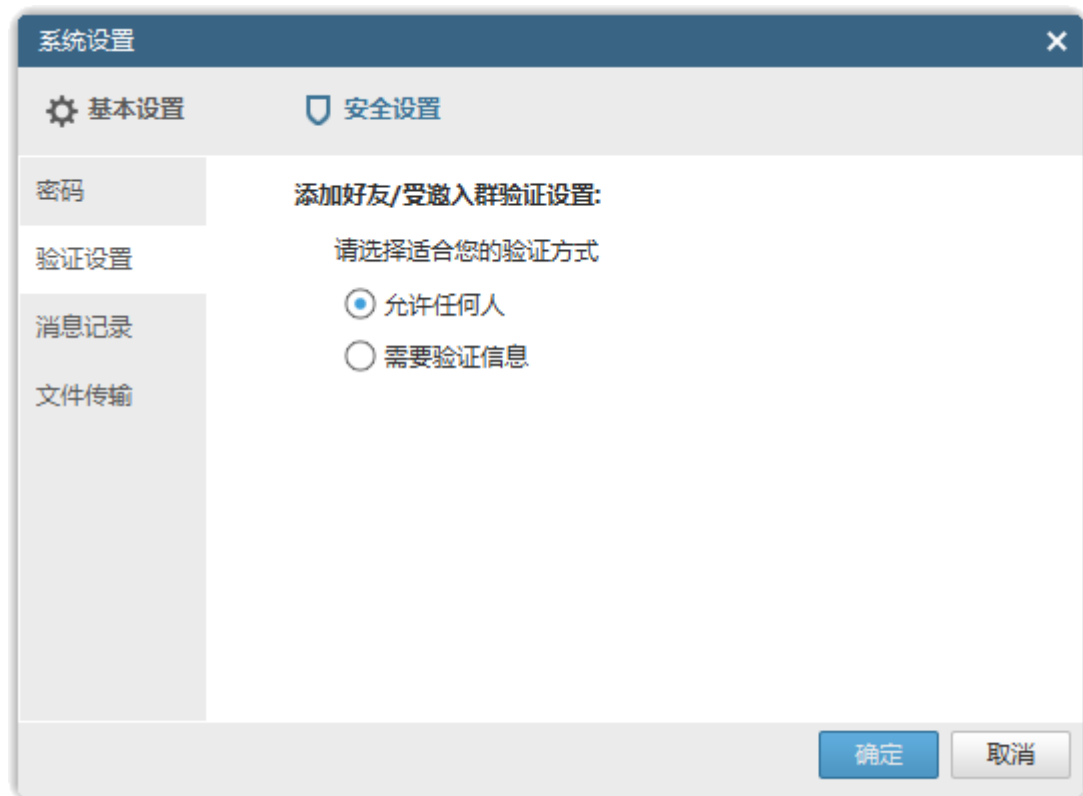 系统设置
基本设置
安全设置
密码
验证设置
消息记录
文件传输
添加好友/受邀入群验证设置:
请选择适合您的验证方式
允许任何人
需要验证信息
确定
取消